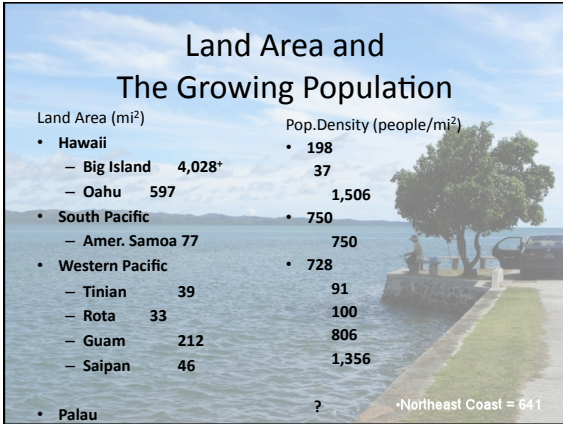 Land Area and
The Growing Population
Land Area (mi²)
• Hawaii
– Big Island 4,028⁺
– Oahu 597
• South Pacific
– Amer. Samoa 77
• Western Pacific
– Tinian 39
– Rota 33
– Guam 212
– Saipan 46
• Palau
Pop.Density (people/mi²)
• 198
37
1,506
• 750
750
• 728
91
100
806
1,356
?
•Northeast Coast = 641